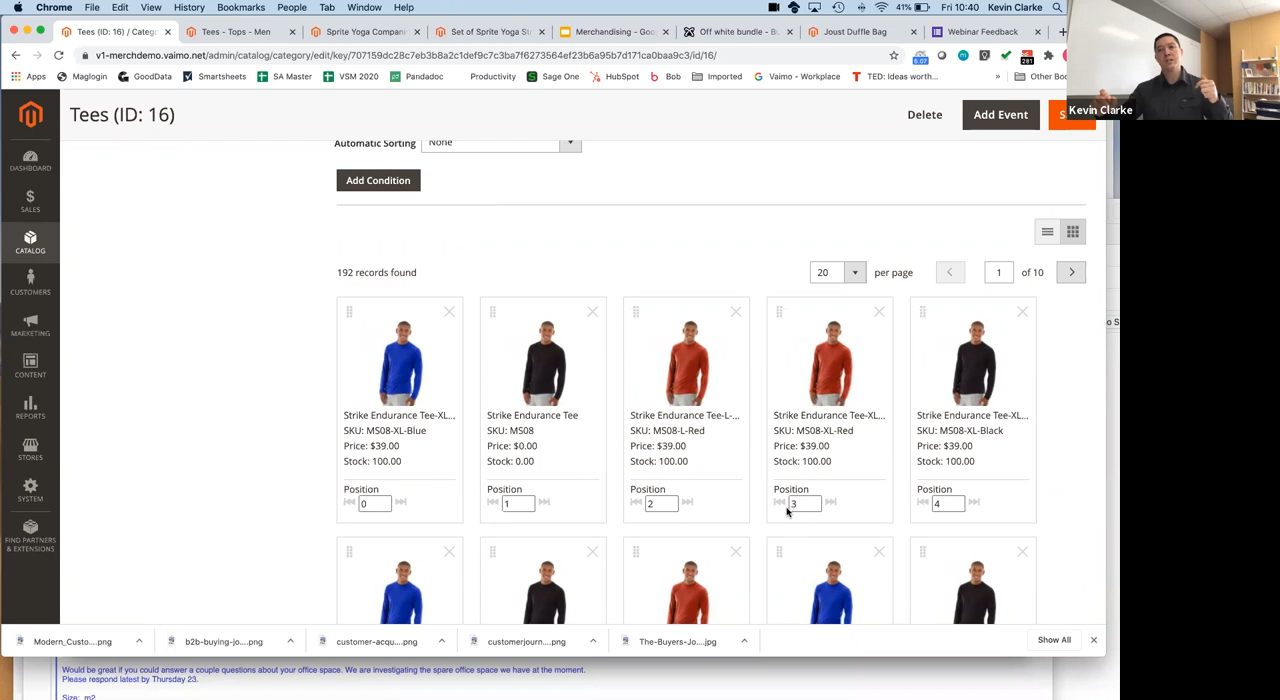 Chrome File Edit View History Bookmarks People Tab Window Help 41% Fri 10:40 Kevin Clarke
Tees (ID: 16) / Categ Tees - Tops - Men Sprite Yoga Compani Set of Sprite Yoga St Merchandising - Goo Off white bundle - B Joust Duffle Bag Webinar Feedback
v1-merchdemo.vaimo.net/admin/catalog/category/edit/key/707159dc28c7eb3b8a2c16ef9c7c3ba7f6273564ef23b6a95b7d171ca0baa9c3/id/16/
Apps Maglogin GoodData Smartsheets SA Master VSM 2020 Pandadoc Productivity Sage One HubSpot Bob Imported Vaimo - Workplace TED: Ideas worth... » Other Boo
Kevin Clarke
Tees (ID: 16) Delete Add Event S
Automatic Sorting None
Add Condition
192 records found 20 per page 1 of 10
DASHBOARD
SALES
CATALOG
CUSTOMERS
MARKETING
CONTENT
REPORTS
STORES
SYSTEM
FIND PARTNERS
& EXTENSIONS
Strike Endurance Tee-XL... Strike Endurance Tee Strike Endurance Tee-L-... Strike Endurance Tee-XL... Strike Endurance Tee-XL...
SKU: MS08-XL-Blue SKU: MS08 SKU: MS08-L-Red SKU: MS08-XL-Red SKU: MS08-XL-Black
Price: $39.00 Price: $0.00 Price: $39.00 Price: $39.00 Price: $39.00
Stock: 100.00 Stock: 0.00 Stock: 100.00 Stock: 100.00 Stock: 100.00
Position Position Position Position Position
0 1 2 3 4
Modern_Custo....png b2b-buying-jo....png customer-acqu....png customerjourn....png The-Buyers-Jo....jpg Show All
Would be great if you could answer a couple questions about your office space. We are investigating the spare office space we have at the moment.
Please respond latest by Thursday 23.
Size: m2